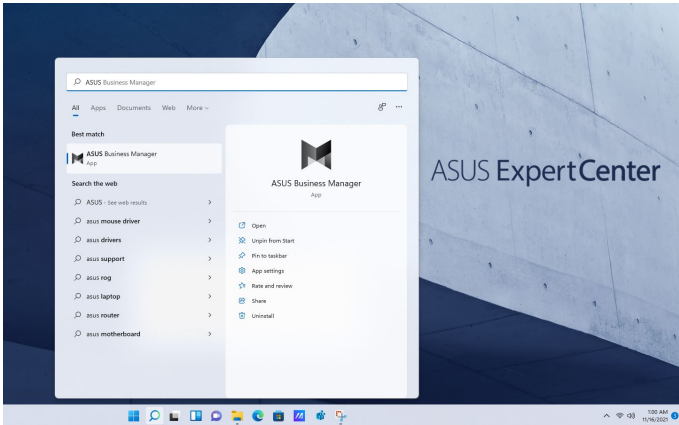 ASUS Business Manager
All Apps Documents Web More
Best match
ASUS Business Manager
App
Search the web
ASUS - See web results
asus mouse driver
asus drivers
asus support
asus rog
asus laptop
asus router
asus motherboard
ASUS Business Manager
App
Open
Unpin from Start
Pin to taskbar
App settings
Rate and review
Share
Uninstall
ASUS ExpertCenter
1:00 AM
11/16/2021